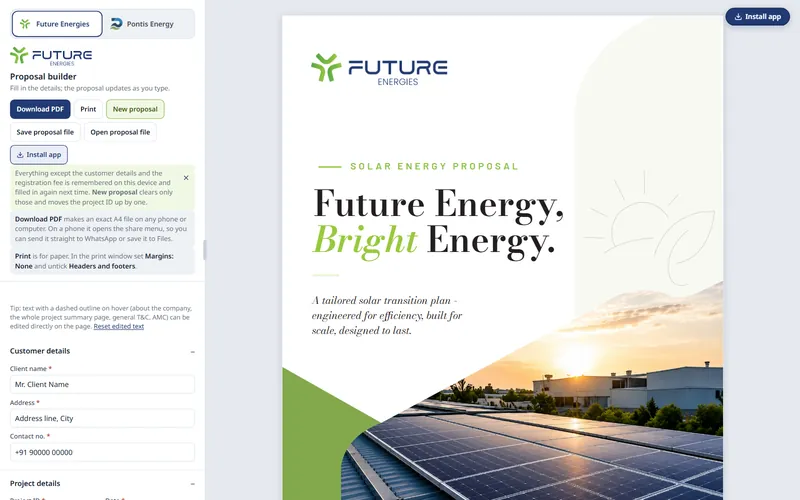 Future Energies
Pontis Energy
FUTURE
ENERGIES
Proposal builder
Fill in the details; the proposal updates as you type.
Download PDF
Print
New proposal
Save proposal file
Open proposal file
Install app
Everything except the customer details and the
registration fee is remembered on this device and
filled in again next time. New proposal clears only
those and moves the project ID up by one.
Download PDF makes an exact A4 file on any phone or
computer. On a phone it opens the share menu, so you
can send it straight to WhatsApp or save it to Files.
Print is for paper. In the print window set Margins:
None and untick Headers and footers.
Tip: text with a dashed outline on hover (about the company,
the whole project summary page, general T&C, AMC) can be
edited directly on the page. Reset edited text
Customer details
Client name *
Mr. Client Name
Address *
Address line, City
Contact no. *
+91 90000 00000
Project details
Install app
FUTURE
ENERGIES
SOLAR ENERGY PROPOSAL
Future Energy,
Bright Energy.
A tailored solar transition plan -
engineered for efficiency, built for
scale, designed to last.